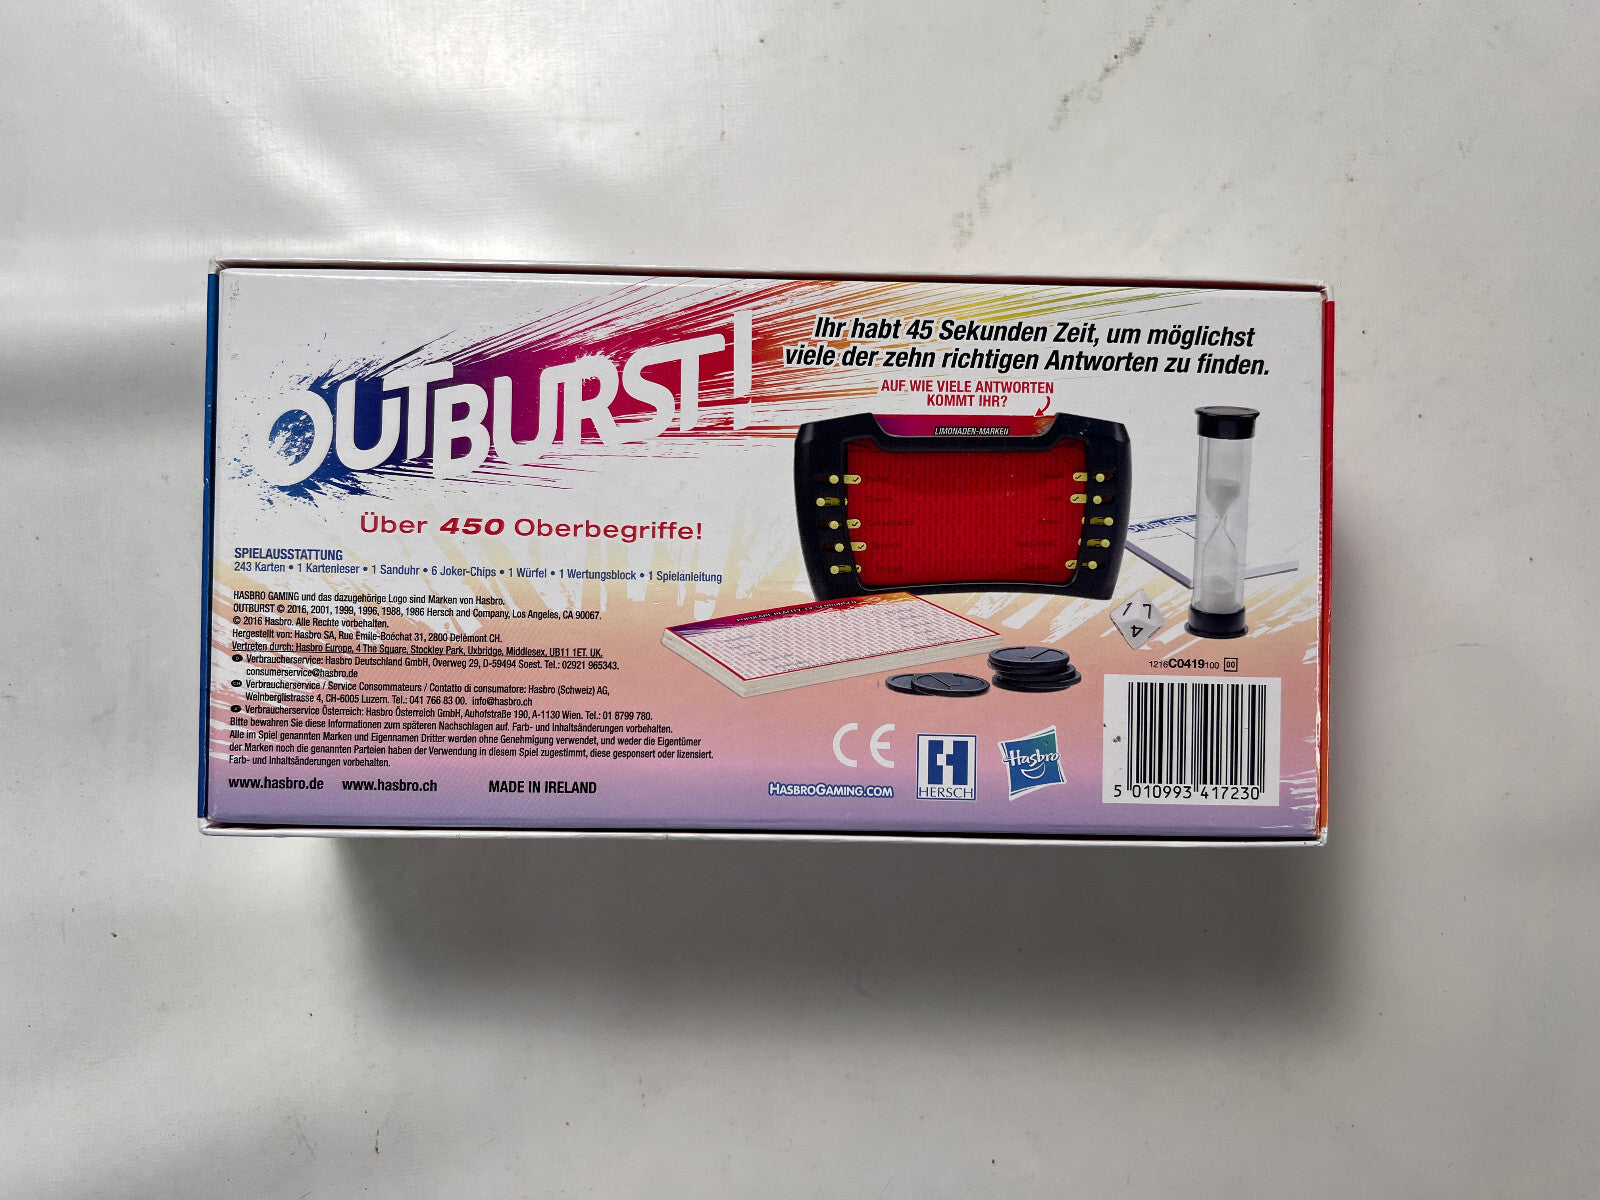 OUTBURST!
Ihr habt 45 Sekunden Zeit, um möglichst
viele der zehn richtigen Antworten zu finden.
AUF WIE VIELE ANTWORTEN
KOMMT IHR?
LIMONADEN-MARKEN
Über 450 Oberbegriffe!
SPIELAUSSTATTUNG
243 Karten • 1 Kartenleser • 1 Sanduhr • 6 Joker-Chips • 1 Würfel • 1 Wertungsblock • 1 Spielanleitung
HASBRO GAMING und das dazugehörige Logo sind Marken von Hasbro.
OUTBURST © 2016, 2001, 1999, 1996, 1988, 1986 Hersch and Company, Los Angeles, CA 90067.
© 2016 Hasbro. Alle Rechte vorbehalten.
Hergestellt von: Hasbro SA, Rue Emile-Boéchat 31, 2800 Delémont CH.
Vertreten durch: Hasbro Europe, 4 The Square, Stockley Park, Uxbridge, Middlesex, UB11 1ET. UK.
D Verbraucherservice: Hasbro Deutschland GmbH, Overweg 29, D-59494 Soest. Tel.: 02921 965343.
consumerservice@hasbro.de
CH Verbraucherservice / Service Consommateurs / Contatto di consumatore: Hasbro (Schweiz) AG,
Weinberglistrasse 4, CH-6005 Luzern. Tel.: 041 766 83 00. info@hasbro.ch
A Verbraucherservice Österreich: Hasbro Österreich GmbH, Auhofstraße 190, A-1130 Wien. Tel.: 01 8799 780.
Bitte bewahren Sie diese Informationen zum späteren Nachschlagen auf. Farb- und Inhaltsänderungen vorbehalten.
Alle im Spiel genannten Marken und Eigennamen Dritter werden ohne Genehmigung verwendet, und weder die Eigentümer
der Marken noch die genannten Parteien haben der Verwendung in diesem Spiel zugestimmt, diese gesponsert oder lizensiert.
Farb- und Inhaltsänderungen vorbehalten.
www.hasbro.de www.hasbro.ch MADE IN IRELAND
HASBROGAMING.COM
CE
HERSCH
Hasbro
OUTBURST!
1 7
4
1216C0419100 00
5 010993 417230